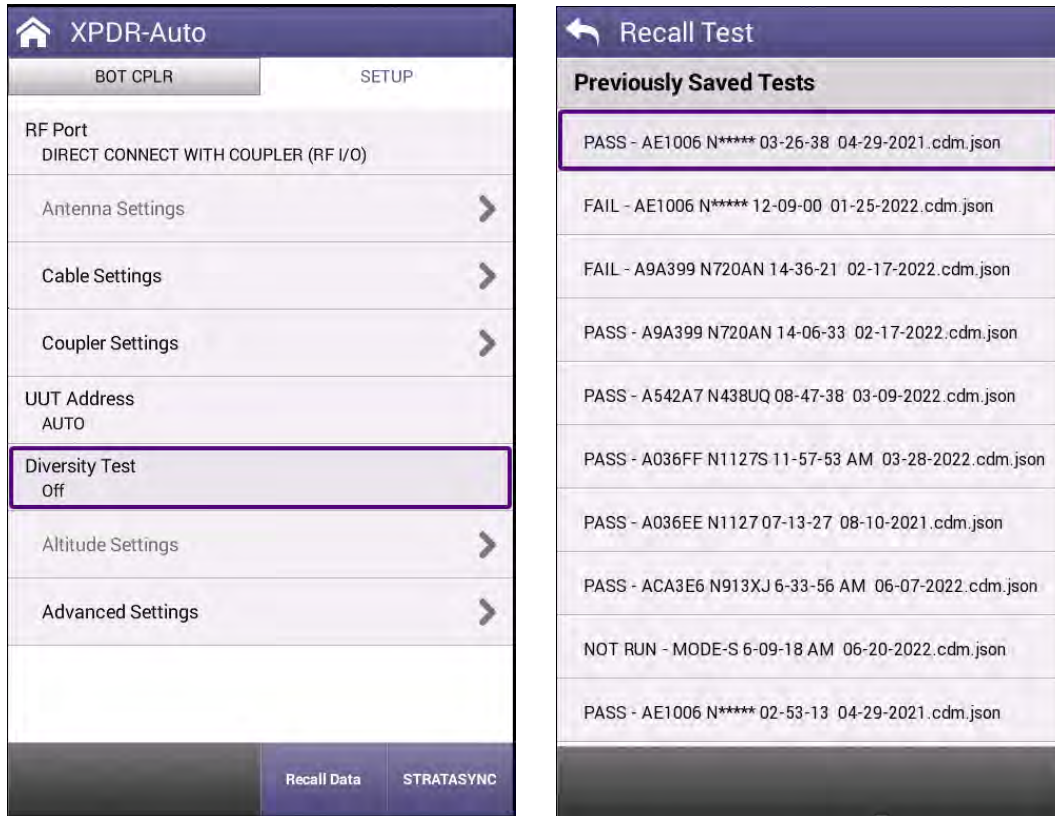 XPDR-Auto
BOT CPLR
SETUP
RF Port
DIRECT CONNECT WITH COUPLER (RF I/O)
Antenna Settings
Cable Settings
Coupler Settings
UUT Address
AUTO
Diversity Test
Off
Altitude Settings
Advanced Settings
Recall Data
STRATASYNC
Recall Test
Previously Saved Tests
PASS - AE1006 N***** 03-26-38 04-29-2021.cdm.json
FAIL - AE1006 N***** 12-09-00 01-25-2022.cdm.json
FAIL - A9A399 N720AN 14-36-21 02-17-2022.cdm.json
PASS - A9A399 N720AN 14-06-33 02-17-2022.cdm.json
PASS - A542A7 N438UQ 08-47-38 03-09-2022.cdm.json
PASS - A036FF N1127S 11-57-53 AM 03-28-2022.cdm.json
PASS - A036EE N1127 07-13-27 08-10-2021.cdm.json
PASS - ACA3E6 N913XJ 6-33-56 AM 06-07-2022.cdm.json
NOT RUN - MODE-S 6-09-18 AM 06-20-2022.cdm.json
PASS - AE1006 N***** 02-53-13 04-29-2021.cdm.json